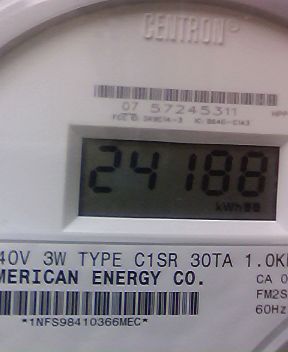 CENTRON®
07 57245311
24188
kWh
40V 3W TYPE C1SR 30TA 1.0K
MERICAN ENERGY CO.
CA 0
FM2S
60Hz
*1NFS98410366MEC*